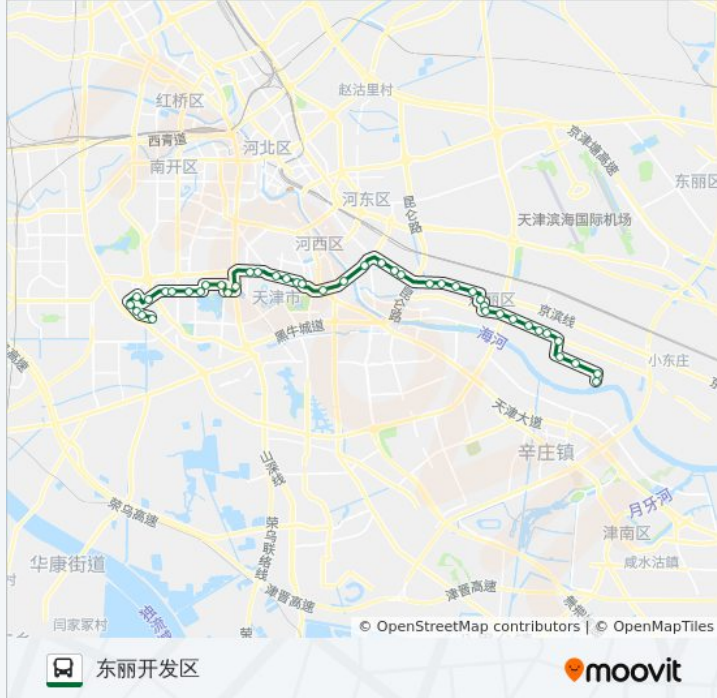 赵沽里村
红桥区
西青道
河北区
京津塘高速
南开区
东丽区
河东区
昆仑路
天津滨海国际机场
河西区
天津市
昆仑路
丽区
京滨线
黑牛城道
海河
小东庄
天津大道
辛庄镇
山深线
荣乌高速
月牙河
荣乌联络线
津南区
华康街道
咸水沽镇
津晋高速
津晋高速
闫家冢村
© OpenStreetMap contributors | © OpenMapTiles
东丽开发区
moovit